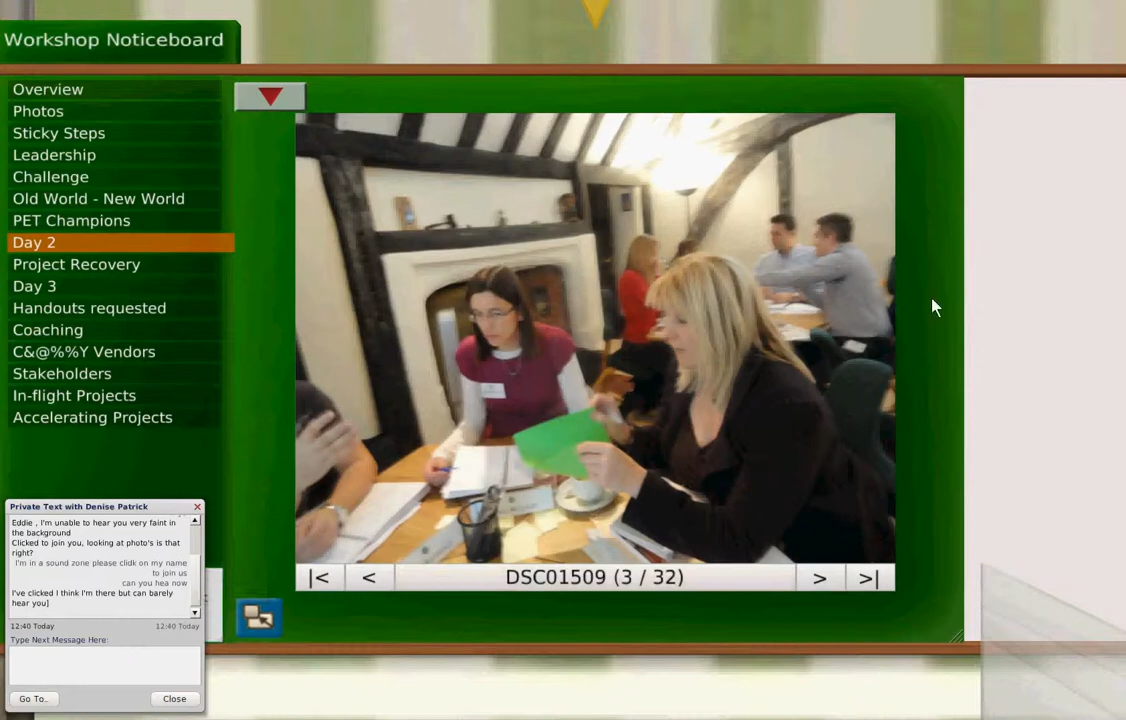 Workshop Noticeboard
Overview
Photos
Sticky Steps
Leadership
Challenge
Old World - New World
PET Champions
Day 2
Project Recovery
Day 3
Handouts requested
Coaching
C&@%%Y Vendors
Stakeholders
In-flight Projects
Accelerating Projects
|< < DSC01509 (3 / 32) > >|
Private Text with Denise Patrick X
Eddie , I'm unable to hear you very faint in
the background
Clicked to join you, looking at photo's is that
right?
I'm in a sound zone please clidk on my name
to join us
can you hea now
I've clicked I think I'm there but can barely
hear you]
12:40 Today 12:40 Today
Type Next Message Here:
Go To.. Close